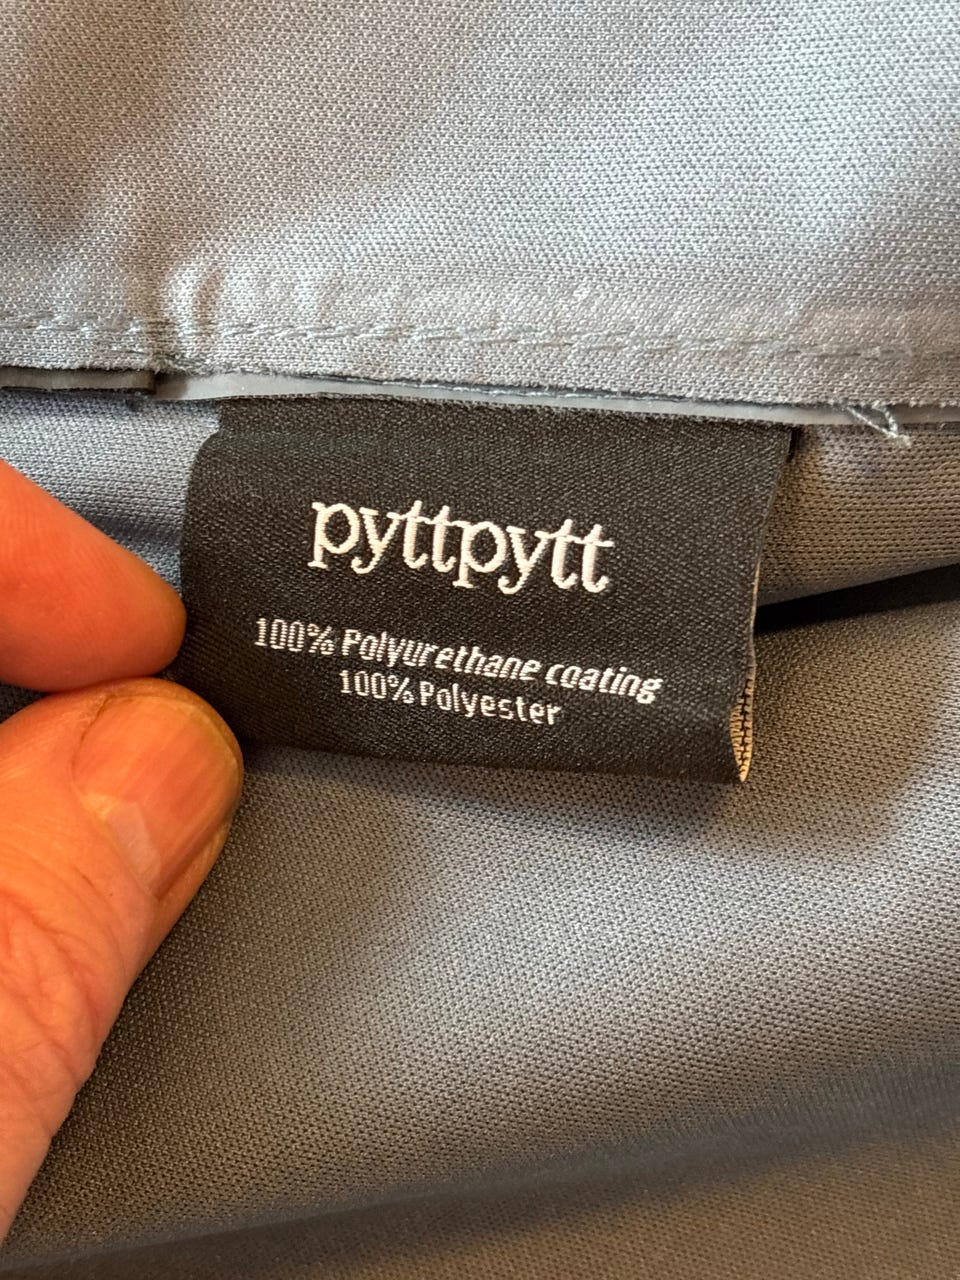 pyttpytt
100% Polyurethane coating
100% Polyester